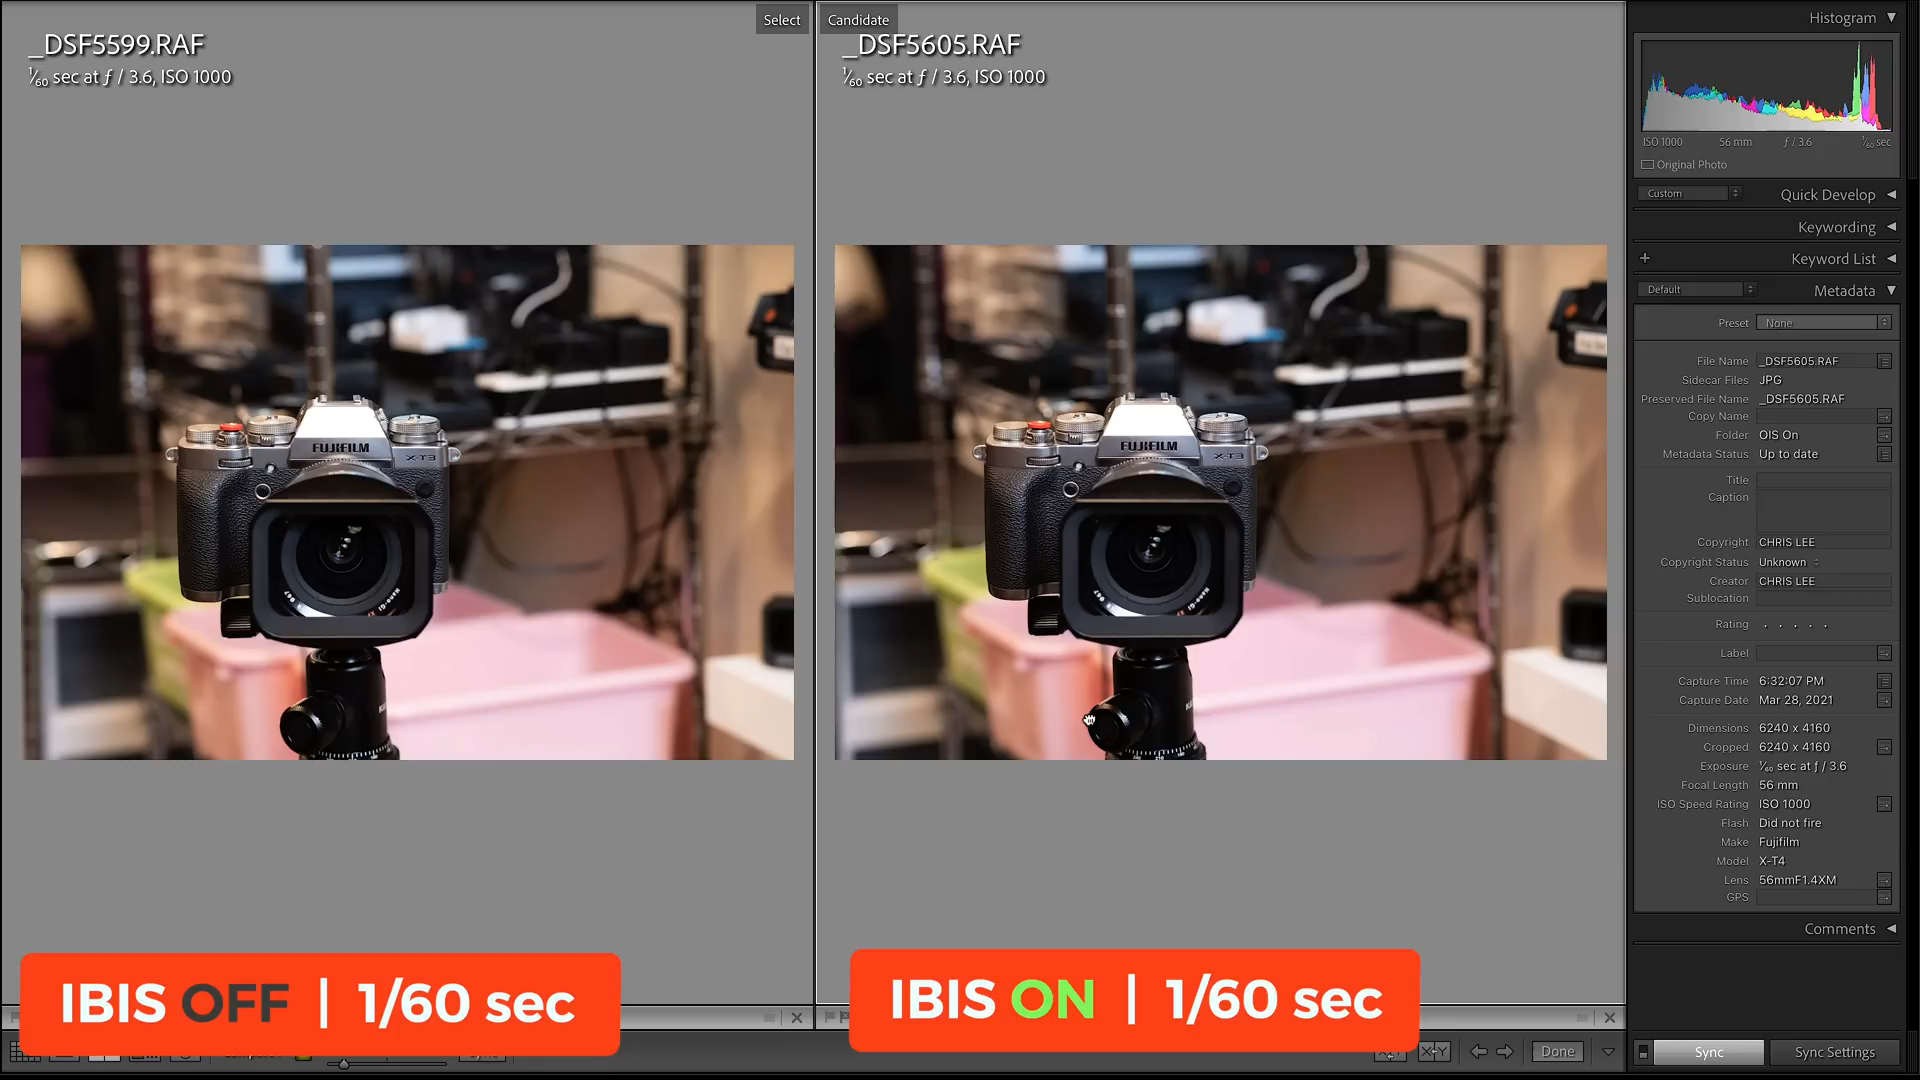 Select
_DSF5599.RAF
1/60 sec at ƒ / 3.6, ISO 1000
Candidate
_DSF5605.RAF
1/60 sec at ƒ / 3.6, ISO 1000
FUJIFILM
X-T3
FUJIFILM
X-T3
IBIS OFF | 1/60 sec
IBIS ON | 1/60 sec
Done
Histogram
ISO 1000 56 mm ƒ / 3.6 1/60 sec
Original Photo
Custom Quick Develop
Keywording
+ Keyword List
Default Metadata
Preset None
File Name _DSF5605.RAF
Sidecar Files JPG
Preserved File Name _DSF5605.RAF
Copy Name
Folder OIS On
Metadata Status Up to date
Title
Caption
Copyright CHRIS LEE
Copyright Status Unknown
Creator CHRIS LEE
Sublocation
Rating . . . . .
Label
Capture Time 6:32:07 PM
Capture Date Mar 28, 2021
Dimensions 6240 x 4160
Cropped 6240 x 4160
Exposure 1/60 sec at ƒ / 3.6
Focal Length 56 mm
ISO Speed Rating ISO 1000
Flash Did not fire
Make Fujifilm
Model X-T4
Lens 56mmF1.4XM
GPS
Comments
Sync Sync Settings